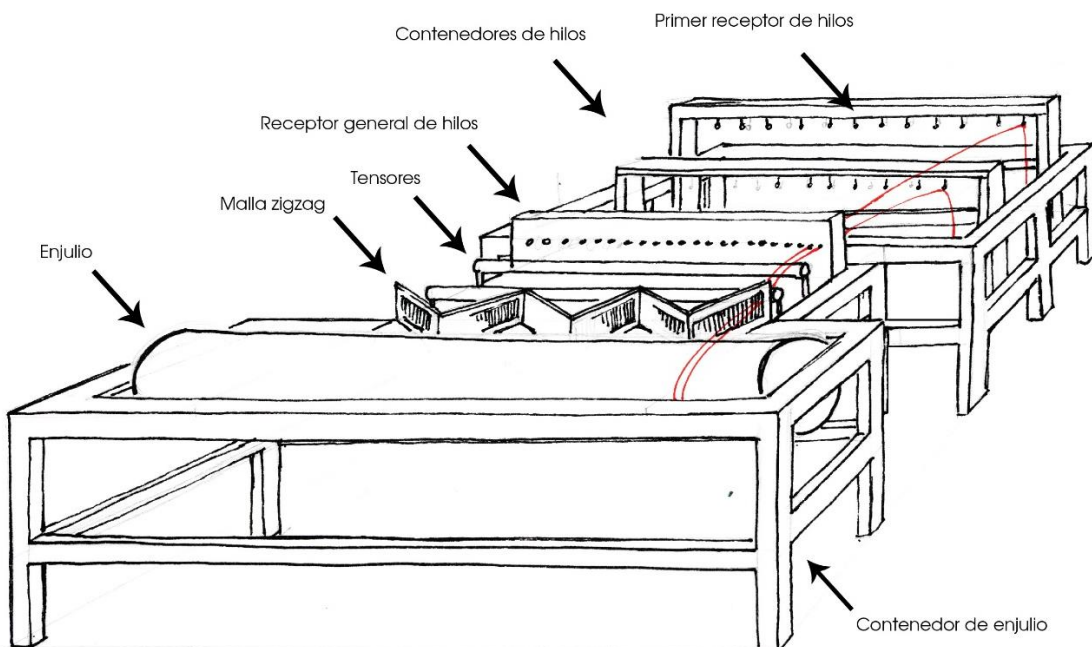 Primer receptor de hilos
Contenedores de hilos
Receptor general de hilos
Tensores
Malla zigzag
Enjulio
Contenedor de enjulio